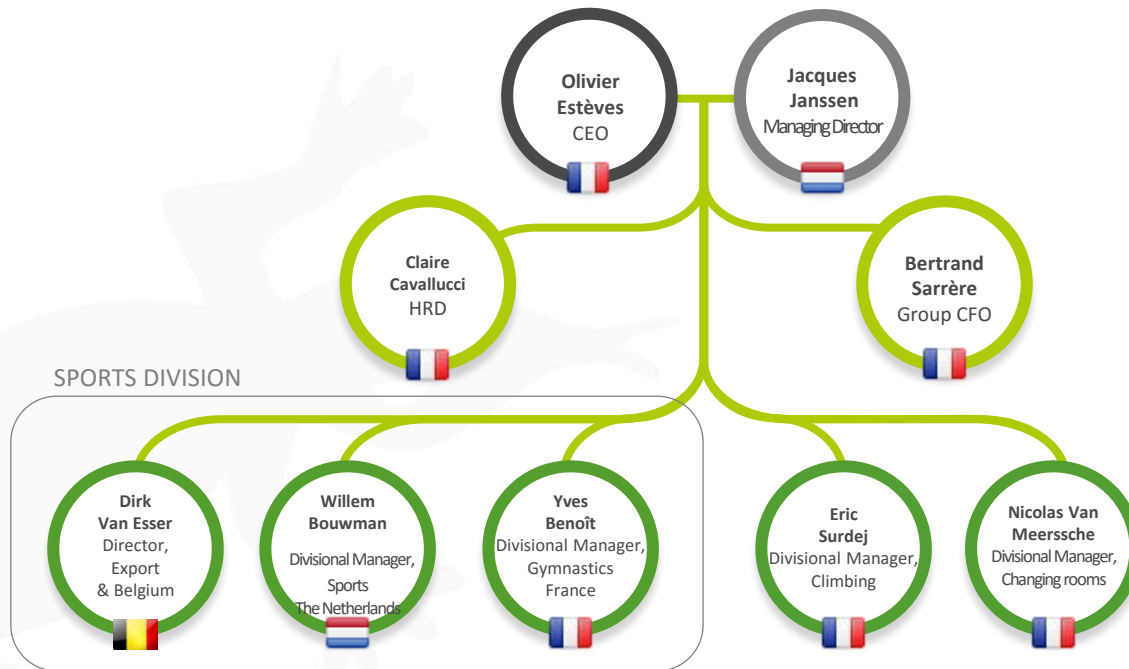 Olivier
Estèves
CEO
Jacques
Janssen
Managing Director
Claire
Cavallucci
HRD
Bertrand
Sarrère
Group CFO
SPORTS DIVISION
Dirk
Van Esser
Director,
Export
& Belgium
Willem
Bouwman
Divisional Manager,
Sports
The Netherlands
Yves
Benoît
Divisional Manager,
Gymnastics
France
Eric
Surdej
Divisional Manager,
Climbing
Nicolas Van
Meerssche
Divisional Manager,
Changing rooms